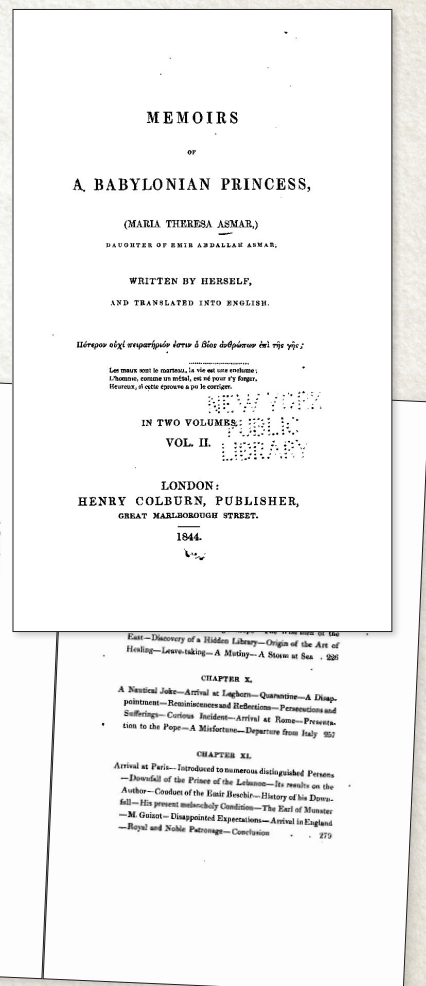 MEMOIRS
OF
A BABYLONIAN PRINCESS,
(MARIA THERESA ASMAR,)
DAUGHTER OF EMIR ABDALLAH ASMAR,
WRITTEN BY HERSELF,
AND TRANSLATED INTO ENGLISH.
Πότερον οὐχί πειρατήριόν ἐστιν ὁ βίος ἀνθρώπων ἐπὶ τῆς γῆς;
Les maux sont le marteau, la vie est une enclume;
L'homme, comme un métal, est né pour s'y forger,
Heureux, si cette épreuve a pu le corriger.
NEW YORK
PUBLIC
LIBRARY
IN TWO VOLUMES.
VOL. II.
LONDON:
HENRY COLBURN, PUBLISHER,
GREAT MARLBOROUGH STREET.
1844.
East—Discovery of a Hidden Library—Origin of the Art of
Healing—Leave-taking—A Mutiny—A Storm at Sea . 226
CHAPTER X.
A Nautical Joke—Arrival at Leghorn—Quarantine—A Disap-
pointment—Reminiscences and Reflections—Persecutions and
Sufferings—Curious Incident—Arrival at Rome—Presenta-
tion to the Pope—A Misfortune—Departure from Italy 257
CHAPTER XI.
Arrival at Paris—Introduced to numerous distinguished Persons
—Downfall of the Prince of the Lebanon—Its results on the
Author—Conduct of the Emir Beschir—History of his Down-
fall—His present melancholy Condition—The Earl of Munster
—M. Guizot—Disappointed Expectations—Arrival in England
—Royal and Noble Patronage—Conclusion . . 279